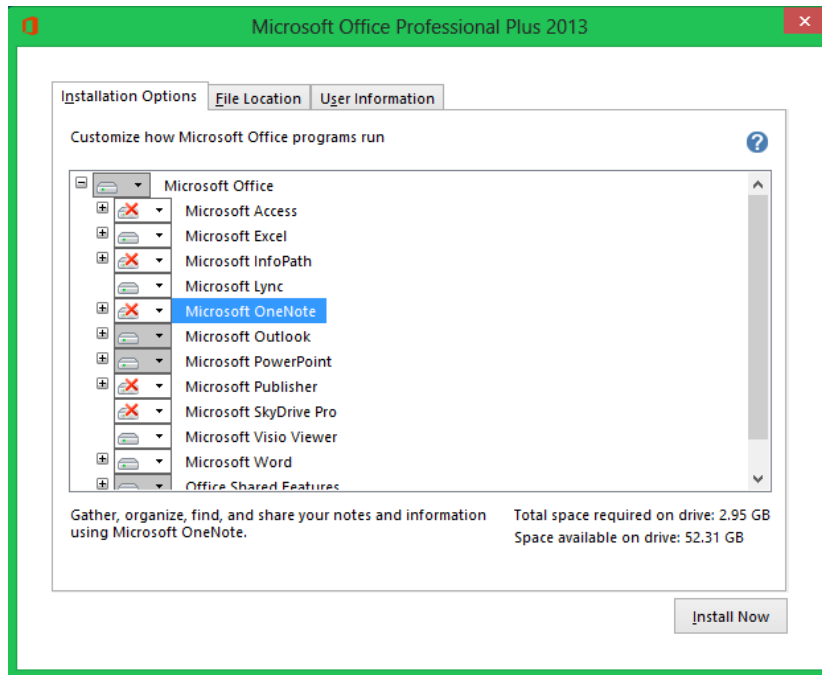 Microsoft Office Professional Plus 2013
Installation Options File Location User Information
Customize how Microsoft Office programs run
Microsoft Office
Microsoft Access
Microsoft Excel
Microsoft InfoPath
Microsoft Lync
Microsoft OneNote
Microsoft Outlook
Microsoft PowerPoint
Microsoft Publisher
Microsoft SkyDrive Pro
Microsoft Visio Viewer
Microsoft Word
Office Shared Features
Gather, organize, find, and share your notes and information
using Microsoft OneNote.
Total space required on drive: 2.95 GB
Space available on drive: 52.31 GB
Install Now